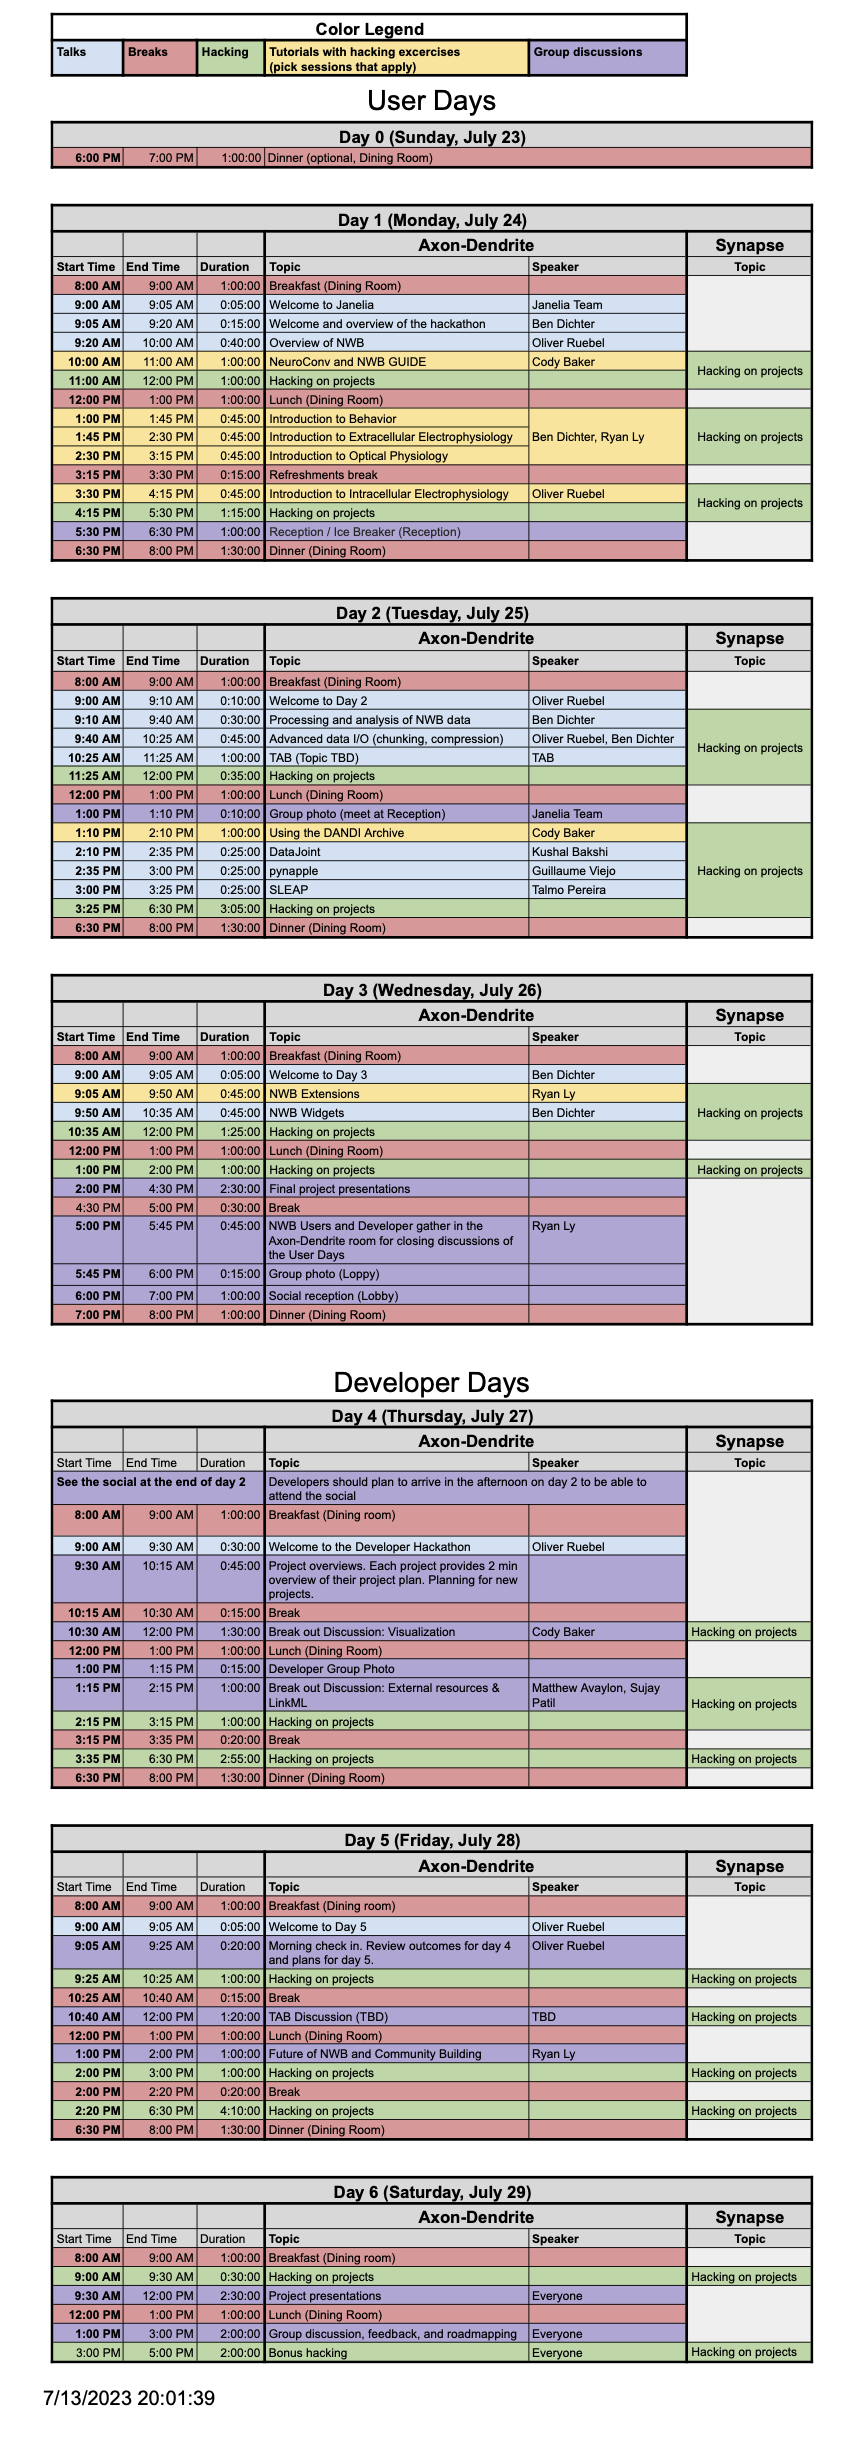 Color Legend
Talks Breaks Hacking Tutorials with hacking excercises Group discussions
(pick sessions that apply)
User Days
Day 0 (Sunday, July 23)
6:00 PM 7:00 PM 1:00:00 Dinner (optional, Dining Room)
Day 1 (Monday, July 24)
Axon-Dendrite Synapse
Start Time End Time Duration Topic Speaker Topic
8:00 AM 9:00 AM 1:00:00 Breakfast (Dining Room)
9:00 AM 9:05 AM 0:05:00 Welcome to Janelia Janelia Team
9:05 AM 9:20 AM 0:15:00 Welcome and overview of the hackathon Ben Dichter
9:20 AM 10:00 AM 0:40:00 Overview of NWB Oliver Ruebel
10:00 AM 11:00 AM 1:00:00 NeuroConv and NWB GUIDE Cody Baker
Hacking on projects
11:00 AM 12:00 PM 1:00:00 Hacking on projects
12:00 PM 1:00 PM 1:00:00 Lunch (Dining Room)
1:00 PM 1:45 PM 0:45:00 Introduction to Behavior
1:45 PM 2:30 PM 0:45:00 Introduction to Extracellular Electrophysiology Ben Dichter, Ryan Ly Hacking on projects
2:30 PM 3:15 PM 0:45:00 Introduction to Optical Physiology
3:15 PM 3:30 PM 0:15:00 Refreshments break
3:30 PM 4:15 PM 0:45:00 Introduction to Intracellular Electrophysiology Oliver Ruebel
Hacking on projects
4:15 PM 5:30 PM 1:15:00 Hacking on projects
5:30 PM 6:30 PM 1:00:00 Reception / Ice Breaker (Reception)
6:30 PM 8:00 PM 1:30:00 Dinner (Dining Room)
Day 2 (Tuesday, July 25)
Axon-Dendrite Synapse
Start Time End Time Duration Topic Speaker Topic
8:00 AM 9:00 AM 1:00:00 Breakfast (Dining Room)
9:00 AM 9:10 AM 0:10:00 Welcome to Day 2 Oliver Ruebel
9:10 AM 9:40 AM 0:30:00 Processing and analysis of NWB data Ben Dichter
9:40 AM 10:25 AM 0:45:00 Advanced data I/O (chunking, compression) Oliver Ruebel, Ben Dichter
Hacking on projects
10:25 AM 11:25 AM 1:00:00 TAB (Topic TBD) TAB
11:25 AM 12:00 PM 0:35:00 Hacking on projects
12:00 PM 1:00 PM 1:00:00 Lunch (Dining Room)
1:00 PM 1:10 PM 0:10:00 Group photo (meet at Reception) Janelia Team
1:10 PM 2:10 PM 1:00:00 Using the DANDI Archive Cody Baker
2:10 PM 2:35 PM 0:25:00 DataJoint Kushal Bakshi
2:35 PM 3:00 PM 0:25:00 pynapple Guillaume Viejo Hacking on projects
3:00 PM 3:25 PM 0:25:00 SLEAP Talmo Pereira
3:25 PM 6:30 PM 3:05:00 Hacking on projects
6:30 PM 8:00 PM 1:30:00 Dinner (Dining Room)
Day 3 (Wednesday, July 26)
Axon-Dendrite Synapse
Start Time End Time Duration Topic Speaker Topic
8:00 AM 9:00 AM 1:00:00 Breakfast (Dining Room)
9:00 AM 9:05 AM 0:05:00 Welcome to Day 3 Ben Dichter
9:05 AM 9:50 AM 0:45:00 NWB Extensions Ryan Ly
9:50 AM 10:35 AM 0:45:00 NWB Widgets Ben Dichter Hacking on projects
10:35 AM 12:00 PM 1:25:00 Hacking on projects
12:00 PM 1:00 PM 1:00:00 Lunch (Dining Room)
1:00 PM 2:00 PM 1:00:00 Hacking on projects Hacking on projects
2:00 PM 4:30 PM 2:30:00 Final project presentations
4:30 PM 5:00 PM 0:30:00 Break
5:00 PM 5:45 PM 0:45:00 NWB Users and Developer gather in the Ryan Ly
Axon-Dendrite room for closing discussions of
the User Days
5:45 PM 6:00 PM 0:15:00 Group photo (Loppy)
6:00 PM 7:00 PM 1:00:00 Social reception (Lobby)
7:00 PM 8:00 PM 1:00:00 Dinner (Dining Room)
Developer Days
Day 4 (Thursday, July 27)
Axon-Dendrite Synapse
Start Time End Time Duration Topic Speaker Topic
See the social at the end of day 2 Developers should plan to arrive in the afternoon on day 2 to be able to
attend the social
8:00 AM 9:00 AM 1:00:00 Breakfast (Dining room)
9:00 AM 9:30 AM 0:30:00 Welcome to the Developer Hackathon Oliver Ruebel
9:30 AM 10:15 AM 0:45:00 Project overviews. Each project provides 2 min
overview of their project plan. Planning for new
projects.
10:15 AM 10:30 AM 0:15:00 Break
10:30 AM 12:00 PM 1:30:00 Break out Discussion: Visualization Cody Baker Hacking on projects
12:00 PM 1:00 PM 1:00:00 Lunch (Dining Room)
1:00 PM 1:15 PM 0:15:00 Developer Group Photo
1:15 PM 2:15 PM 1:00:00 Break out Discussion: External resources & Matthew Avaylon, Sujay
LinkML Patil
Hacking on projects
2:15 PM 3:15 PM 1:00:00 Hacking on projects
3:15 PM 3:35 PM 0:20:00 Break
3:35 PM 6:30 PM 2:55:00 Hacking on projects Hacking on projects
6:30 PM 8:00 PM 1:30:00 Dinner (Dining Room)
Day 5 (Friday, July 28)
Axon-Dendrite Synapse
Start Time End Time Duration Topic Speaker Topic
8:00 AM 9:00 AM 1:00:00 Breakfast (Dining room)
9:00 AM 9:05 AM 0:05:00 Welcome to Day 5 Oliver Ruebel
9:05 AM 9:25 AM 0:20:00 Morning check in. Review outcomes for day 4 Oliver Ruebel
and plans for day 5.
9:25 AM 10:25 AM 1:00:00 Hacking on projects Hacking on projects
10:25 AM 10:40 AM 0:15:00 Break
10:40 AM 12:00 PM 1:20:00 TAB Discussion (TBD) TBD Hacking on projects
12:00 PM 1:00 PM 1:00:00 Lunch (Dining Room)
1:00 PM 2:00 PM 1:00:00 Future of NWB and Community Building Ryan Ly
2:00 PM 3:00 PM 1:00:00 Hacking on projects Hacking on projects
2:00 PM 2:20 PM 0:20:00 Break
2:20 PM 6:30 PM 4:10:00 Hacking on projects Hacking on projects
6:30 PM 8:00 PM 1:30:00 Dinner (Dining Room)
Day 6 (Saturday, July 29)
Axon-Dendrite Synapse
Start Time End Time Duration Topic Speaker Topic
8:00 AM 9:00 AM 1:00:00 Breakfast (Dining room)
9:00 AM 9:30 AM 0:30:00 Hacking on projects Hacking on projects
9:30 AM 12:00 PM 2:30:00 Project presentations Everyone
12:00 PM 1:00 PM 1:00:00 Lunch (Dining Room)
1:00 PM 3:00 PM 2:00:00 Group discussion, feedback, and roadmapping Everyone
3:00 PM 5:00 PM 2:00:00 Bonus hacking Everyone Hacking on projects
7/13/2023 20:01:39